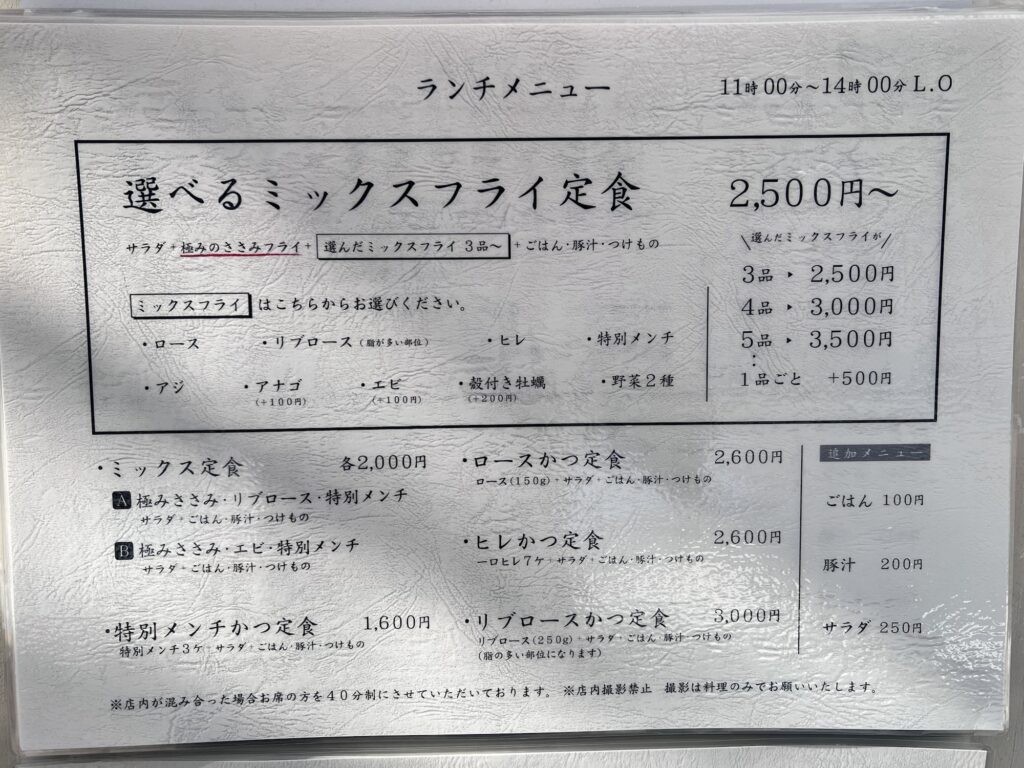 ランチメニュー 11時00分～14時00分L.O
選べるミックスフライ定食 2,500円～
サラダ+極みのささみフライ+ 選んだミックスフライ 3品～ +ごはん・豚汁・つけもの
\選んだミックスフライが/
3品 ▶ 2,500円
4品 ▶ 3,000円
5品 ▶ 3,500円
:
1品ごと +500円
ミックスフライ はこちらからお選びください。
・ロース ・リブロース(脂が多い部位) ・ヒレ ・特別メンチ
・アジ ・アナゴ ・エビ ・殻付き牡蠣 ・野菜2種
(+100円) (+100円) (+200円)
・ミックス定食 各2,000円
A 極みささみ・リブロース・特別メンチ
サラダ+ごはん・豚汁・つけもの
B 極みささみ・エビ・特別メンチ
サラダ+ごはん・豚汁・つけもの
・特別メンチかつ定食 1,600円
特別メンチ3ケ+サラダ+ごはん・豚汁・つけもの
・ロースかつ定食 2,600円
ロース(150g)+サラダ+ごはん・豚汁・つけもの
・ヒレかつ定食 2,600円
一口ヒレ7ケ+サラダ+ごはん・豚汁・つけもの
・リブロースかつ定食 3,000円
リブロース(250g)+サラダ+ごはん・豚汁・つけもの
(脂の多い部位になります)
追加メニュー
ごはん 100円
豚汁 200円
サラダ 250円
※店内が混み合った場合お席の方を40分制にさせていただいております。 ※店内撮影禁止 撮影は料理のみでお願いいたします。